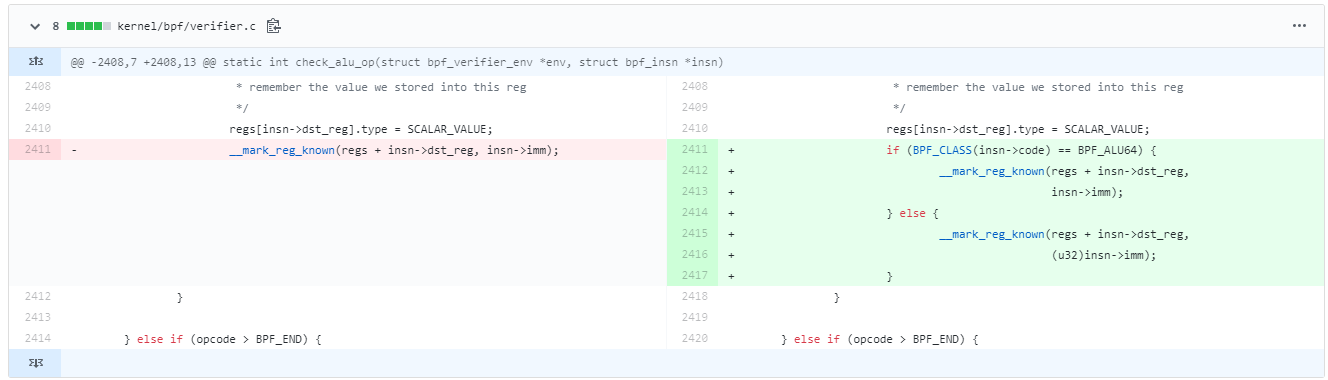 8 kernel/bpf/verifier.c
@@ -2408,7 +2408,13 @@ static int check_alu_op(struct bpf_verifier_env *env, struct bpf_insn *insn)
2408 * remember the value we stored into this reg 2408 * remember the value we stored into this reg
2409 */ 2409 */
2410 regs[insn->dst_reg].type = SCALAR_VALUE; 2410 regs[insn->dst_reg].type = SCALAR_VALUE;
2411 - __mark_reg_known(regs + insn->dst_reg, insn->imm); 2411 + if (BPF_CLASS(insn->code) == BPF_ALU64) {
2412 + __mark_reg_known(regs + insn->dst_reg,
2413 + insn->imm);
2414 + } else {
2415 + __mark_reg_known(regs + insn->dst_reg,
2416 + (u32)insn->imm);
2417 + }
2412 } 2418 }
2413 2419
2414 } else if (opcode > BPF_END) { 2420 } else if (opcode > BPF_END) {